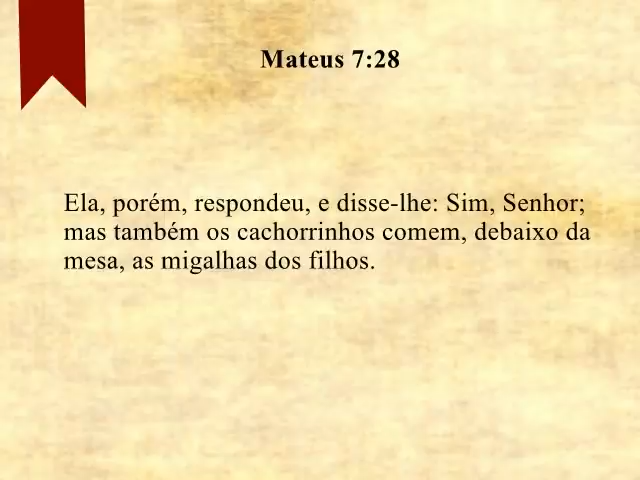 Mateus 7:28
Ela, porém, respondeu, e disse-lhe: Sim, Senhor;
mas também os cachorrinhos comem, debaixo da
mesa, as migalhas dos filhos.